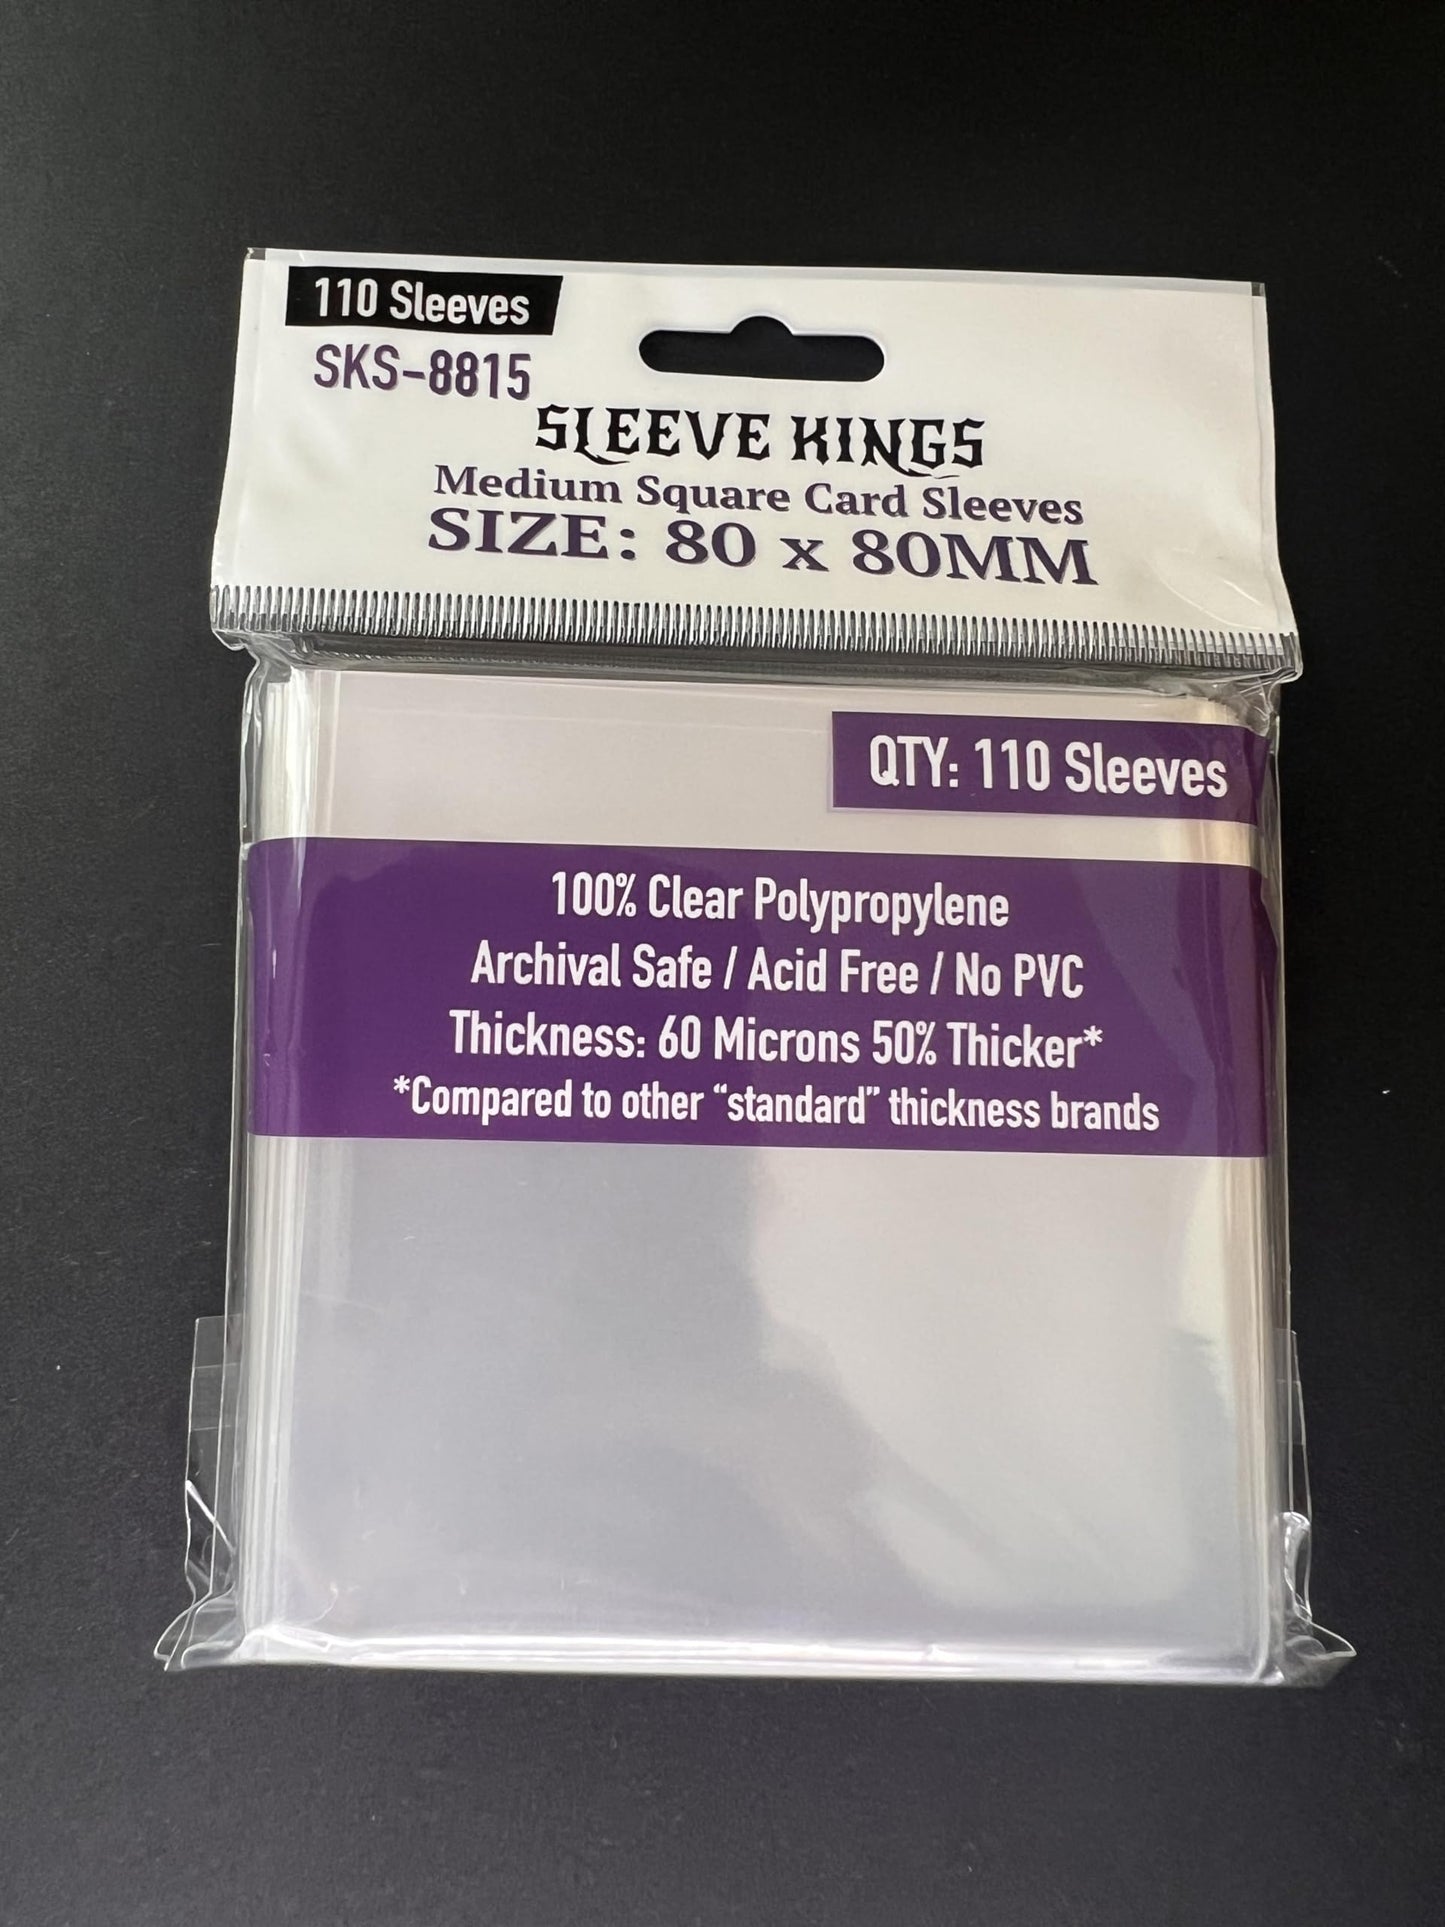 110 Sleeves
SKS-8815
SLEEVE KINGS
Medium Square Card Sleeves
SIZE: 80 x 80MM
QTY: 110 Sleeves
100% Clear Polypropylene
Archival Safe / Acid Free / No PVC
Thickness: 60 Microns 50% Thicker*
*Compared to other “standard” thickness brands